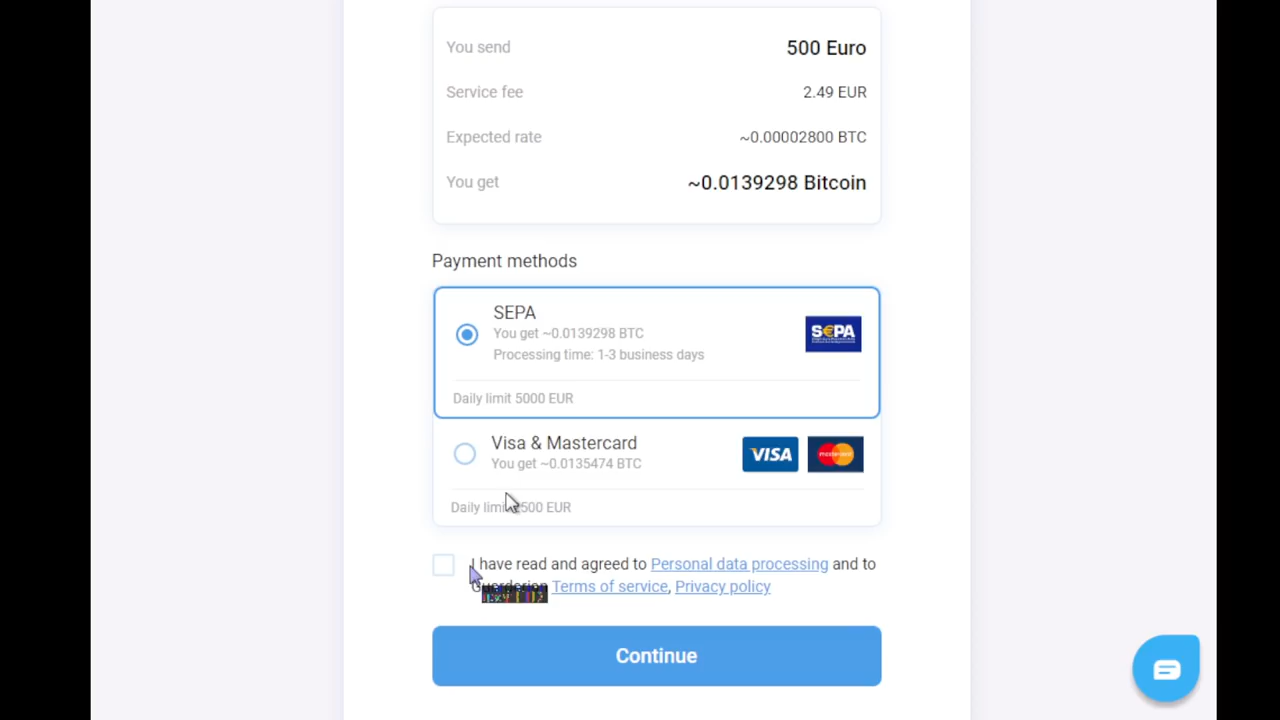 You send 500 Euro
Service fee 2.49 EUR
Expected rate ~0.00002800 BTC
You get ~0.0139298 Bitcoin
Payment methods
SEPA
You get ~0.0139298 BTC
Processing time: 1-3 business days
SEPA
Daily limit 5000 EUR
Visa & Mastercard
You get ~0.0135474 BTC
VISA mastercard
Daily limit 500 EUR
I have read and agreed to Personal data processing and to
Terms of service, Privacy policy
Continue